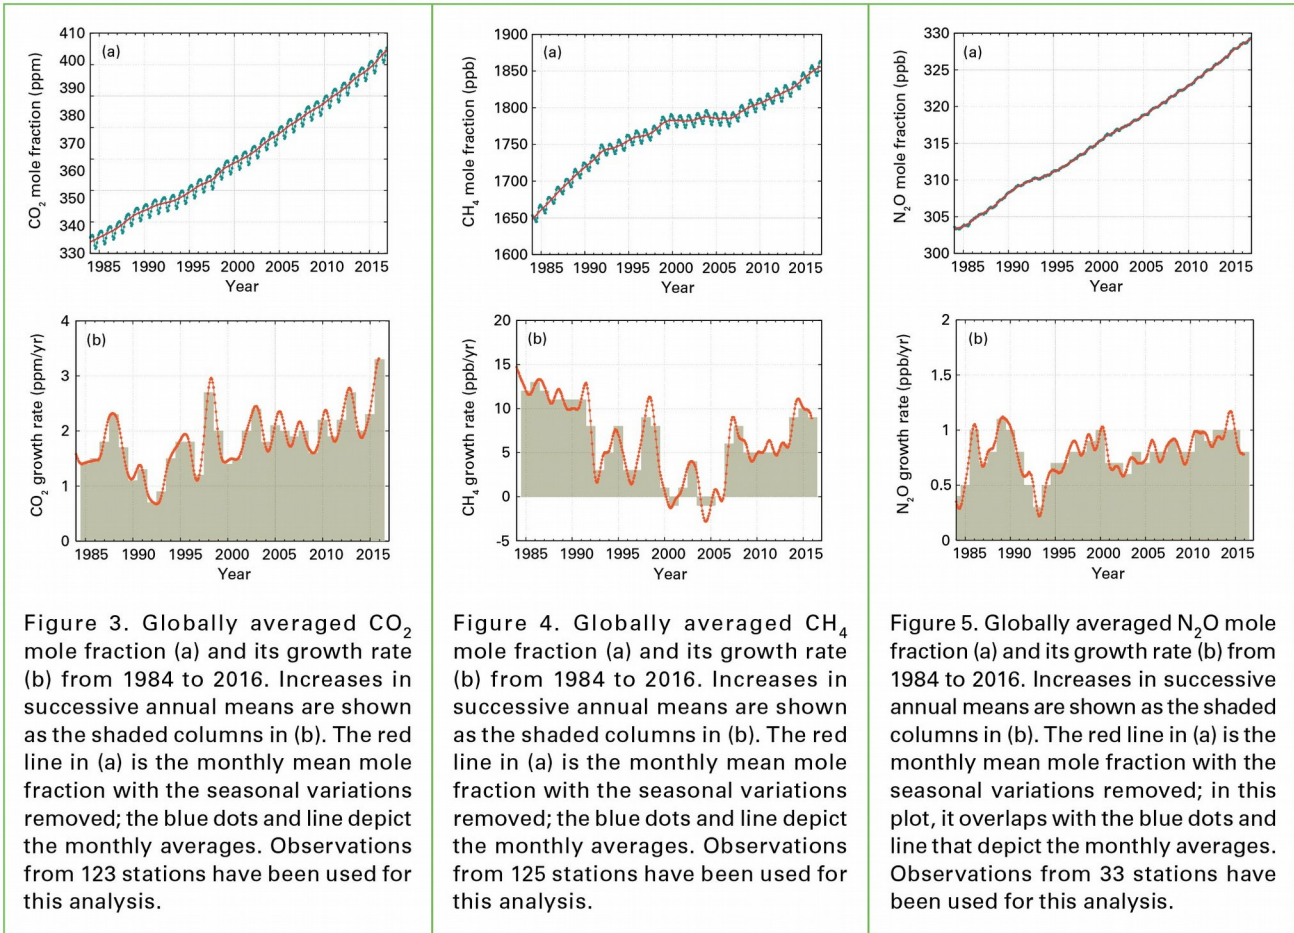 410
400
390
380
370
360
350
340
330
CO2 mole fraction (ppm)
(a)
1985 1990 1995 2000 2005 2010 2015
Year
4
3
2
1
0
CO2 growth rate (ppm/yr)
(b)
1985 1990 1995 2000 2005 2010 2015
Year
Figure 3. Globally averaged CO2
mole fraction (a) and its growth rate
(b) from 1984 to 2016. Increases in
successive annual means are shown
as the shaded columns in (b). The red
line in (a) is the monthly mean mole
fraction with the seasonal variations
removed; the blue dots and line depict
the monthly averages. Observations
from 123 stations have been used for
this analysis.
1900
1850
1800
1750
1700
1650
1600
CH4 mole fraction (ppb)
(a)
1985 1990 1995 2000 2005 2010 2015
Year
20
15
10
5
0
-5
CH4 growth rate (ppb/yr)
(b)
1985 1990 1995 2000 2005 2010 2015
Year
Figure 4. Globally averaged CH4
mole fraction (a) and its growth rate
(b) from 1984 to 2016. Increases in
successive annual means are shown
as the shaded columns in (b). The red
line in (a) is the monthly mean mole
fraction with the seasonal variations
removed; the blue dots and line depict
the monthly averages. Observations
from 125 stations have been used for
this analysis.
330
325
320
315
310
305
300
N2O mole fraction (ppb)
(a)
1985 1990 1995 2000 2005 2010 2015
Year
2
1.5
1
0.5
0
N2O growth rate (ppb/yr)
(b)
1985 1990 1995 2000 2005 2010 2015
Year
Figure 5. Globally averaged N2O mole
fraction (a) and its growth rate (b) from
1984 to 2016. Increases in successive
annual means are shown as the shaded
columns in (b). The red line in (a) is the
monthly mean mole fraction with the
seasonal variations removed; in this
plot, it overlaps with the blue dots and
line that depict the monthly averages.
Observations from 33 stations have
been used for this analysis.